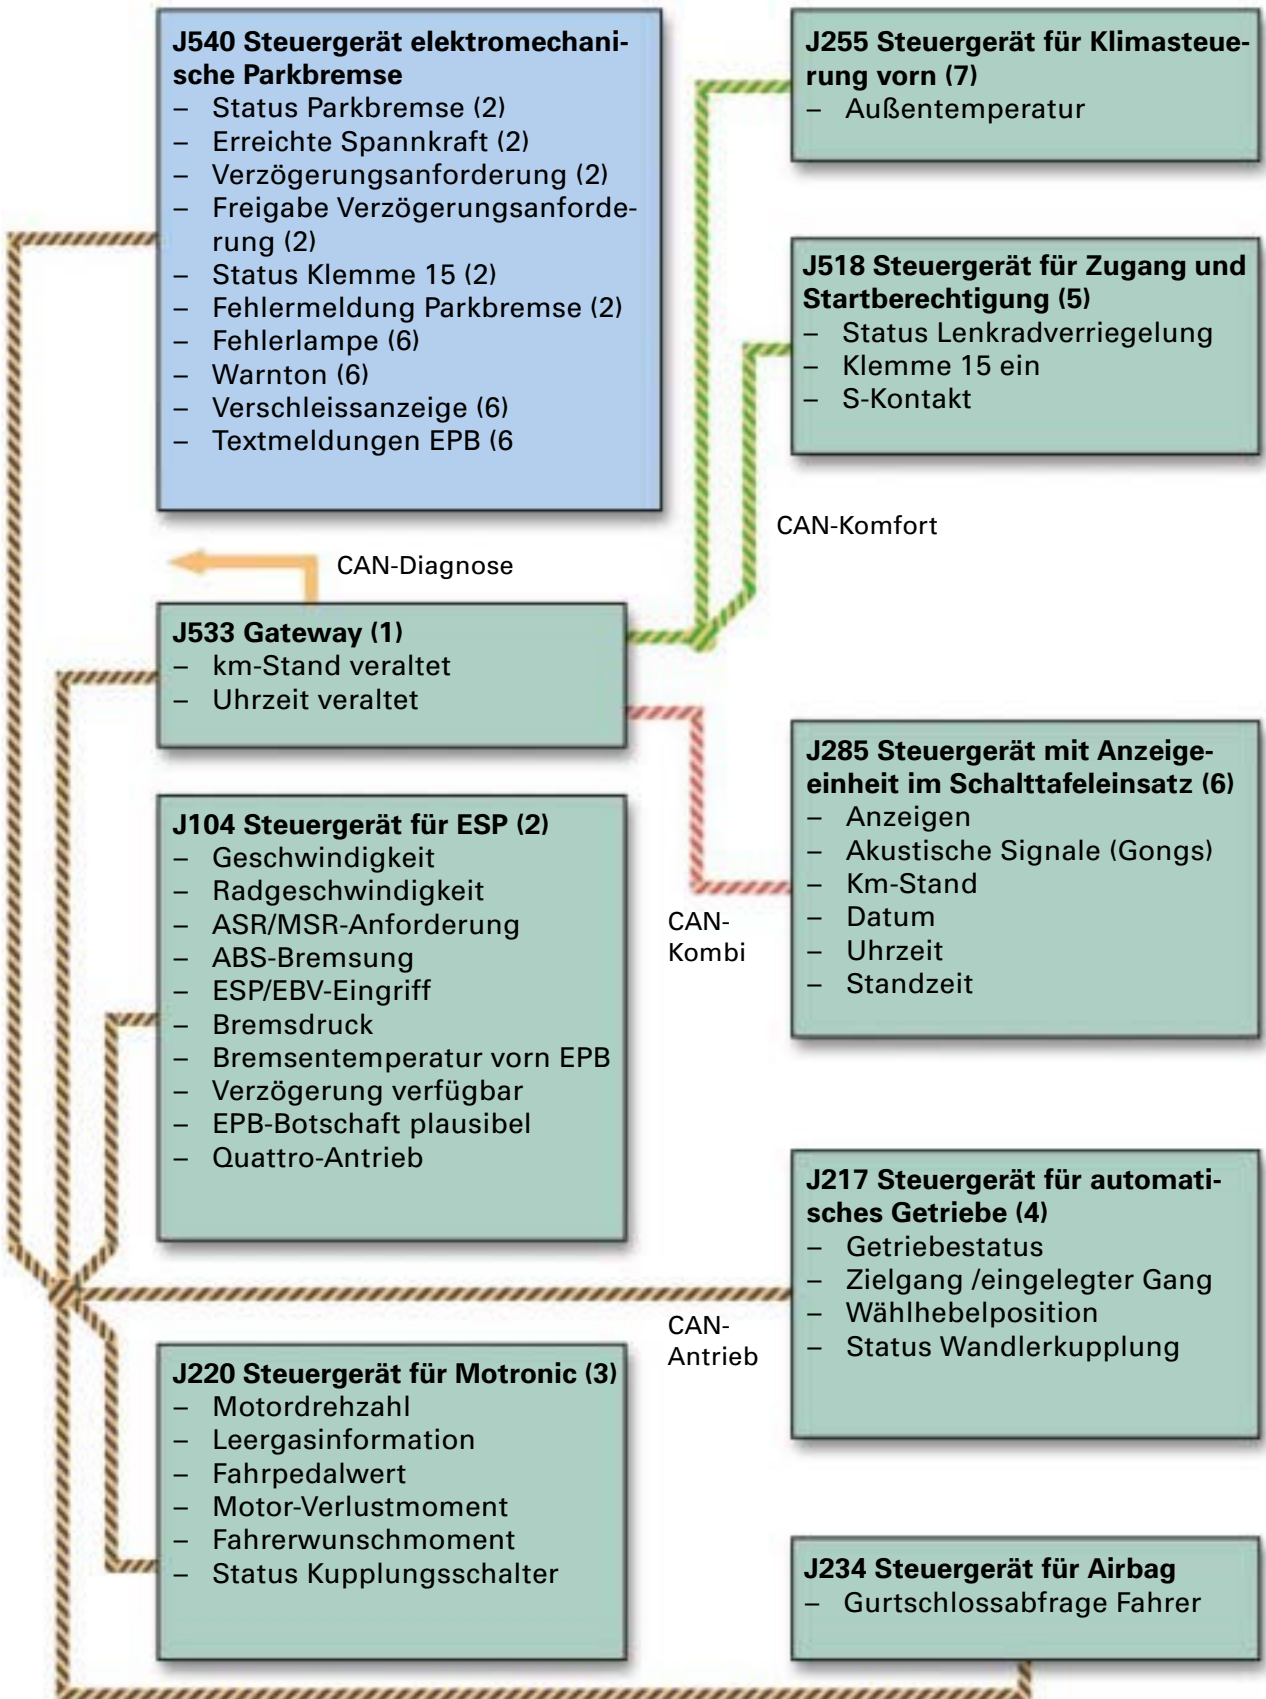 J540 Steuergerät elektromechani-
sche Parkbremse
– Status Parkbremse (2)
– Erreichte Spannkraft (2)
– Verzögerungsanforderung (2)
– Freigabe Verzögerungsanforde-
rung (2)
– Status Klemme 15 (2)
– Fehlermeldung Parkbremse (2)
– Fehlerlampe (6)
– Warnton (6)
– Verschleissanzeige (6)
– Textmeldungen EPB (6
J255 Steuergerät für Klimasteue-
rung vorn (7)
– Außentemperatur
J518 Steuergerät für Zugang und
Startberechtigung (5)
– Status Lenkradverriegelung
– Klemme 15 ein
– S-Kontakt
CAN-Komfort
CAN-Diagnose
J533 Gateway (1)
– km-Stand veraltet
– Uhrzeit veraltet
J285 Steuergerät mit Anzeige-
einheit im Schalttafeleinsatz (6)
– Anzeigen
– Akustische Signale (Gongs)
– Km-Stand
– Datum
– Uhrzeit
– Standzeit
CAN-
Kombi
J104 Steuergerät für ESP (2)
– Geschwindigkeit
– Radgeschwindigkeit
– ASR/MSR-Anforderung
– ABS-Bremsung
– ESP/EBV-Eingriff
– Bremsdruck
– Bremsentemperatur vorn EPB
– Verzögerung verfügbar
– EPB-Botschaft plausibel
– Quattro-Antrieb
J217 Steuergerät für automati-
sches Getriebe (4)
– Getriebestatus
– Zielgang /eingelegter Gang
– Wählhebelposition
– Status Wandlerkupplung
CAN-
Antrieb
J220 Steuergerät für Motronic (3)
– Motordrehzahl
– Leergasinformation
– Fahrpedalwert
– Motor-Verlustmoment
– Fahrerwunschmoment
– Status Kupplungsschalter
J234 Steuergerät für Airbag
– Gurtschlossabfrage Fahrer